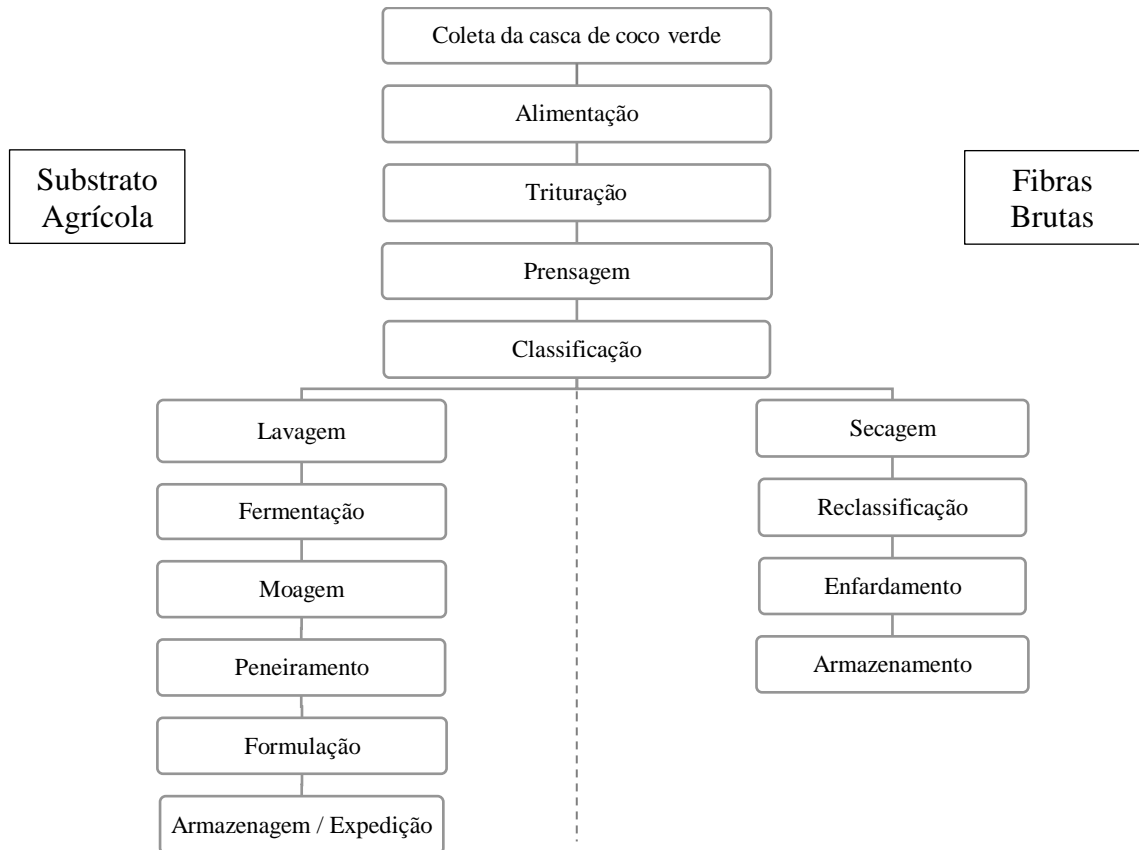 Coleta da casca de coco verde
Alimentação
Substrato
Agrícola
Trituração
Fibras
Brutas
Prensagem
Classificação
Lavagem
Fermentação
Moagem
Peneiramento
Formulação
Armazenagem / Expedição
Secagem
Reclassificação
Enfardamento
Armazenamento